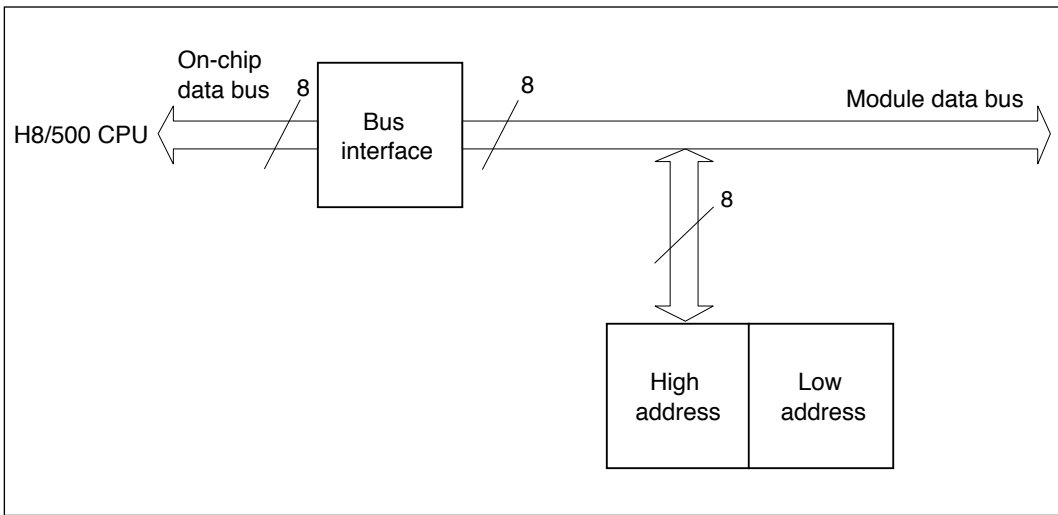 On-chip
data bus
8
8
H8/500 CPU
Bus
interface
Module data bus
8
High
address
Low
address